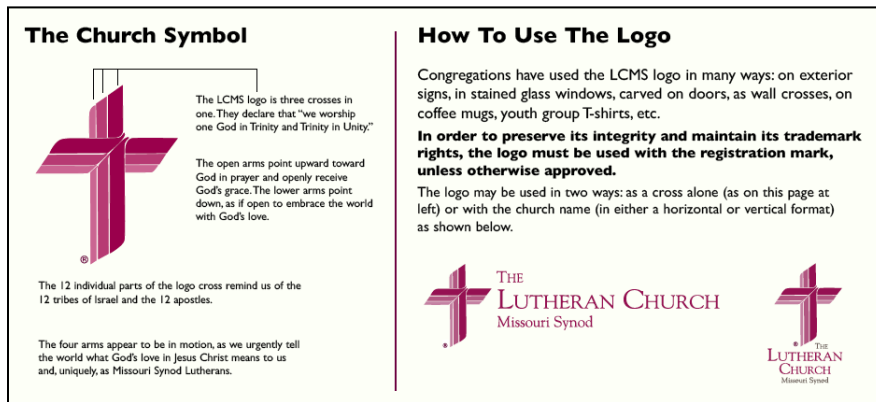 The Church Symbol
The LCMS logo is three crosses in
one. They declare that “we worship
one God in Trinity and Trinity in Unity.”
The open arms point upward toward
God in prayer and openly receive
God’s grace. The lower arms point
down, as if open to embrace the world
with God’s love.
®
The 12 individual parts of the logo cross remind us of the
12 tribes of Israel and the 12 apostles.
The four arms appear to be in motion, as we urgently tell
the world what God’s love in Jesus Christ means to us
and, uniquely, as Missouri Synod Lutherans.
How To Use The Logo
Congregations have used the LCMS logo in many ways: on exterior
signs, in stained glass windows, carved on doors, as wall crosses, on
coffee mugs, youth group T-shirts, etc.
In order to preserve its integrity and maintain its trademark
rights, the logo must be used with the registration mark,
unless otherwise approved.
The logo may be used in two ways: as a cross alone (as on this page at
left) or with the church name (in either a horizontal or vertical format)
as shown below.
THE
LUTHERAN CHURCH
Missouri Synod
®
® THE
LUTHERAN
CHURCH
Missouri Synod